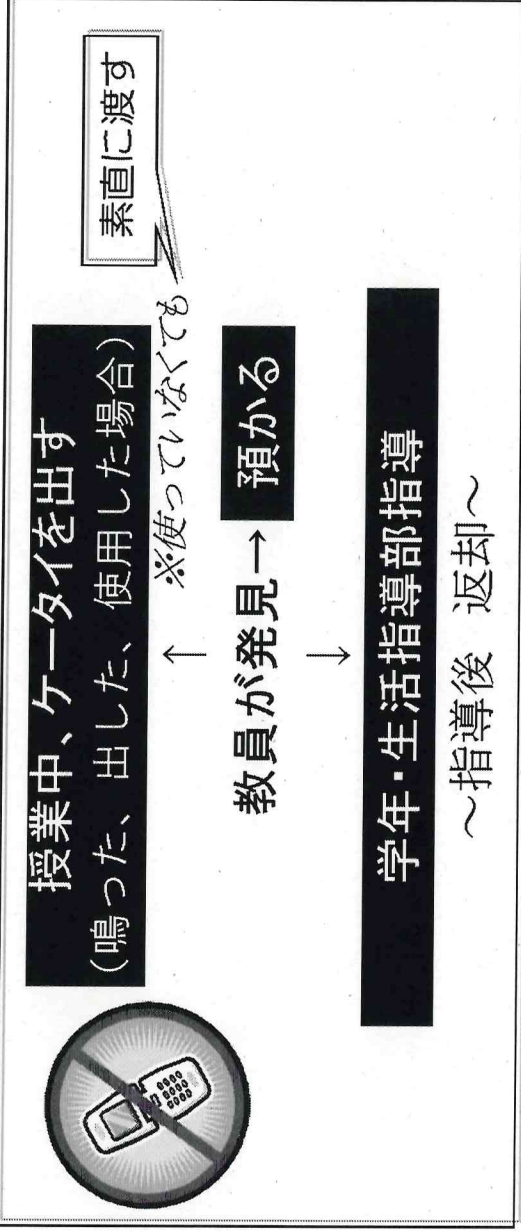 授業中、ケータイを出す
(鳴った、出した、使用した場合)
素直に渡す
※使っていなくても
↑
教員が発見→ 預かる
↓
学年・生活指導部指導
~指導後 返却~